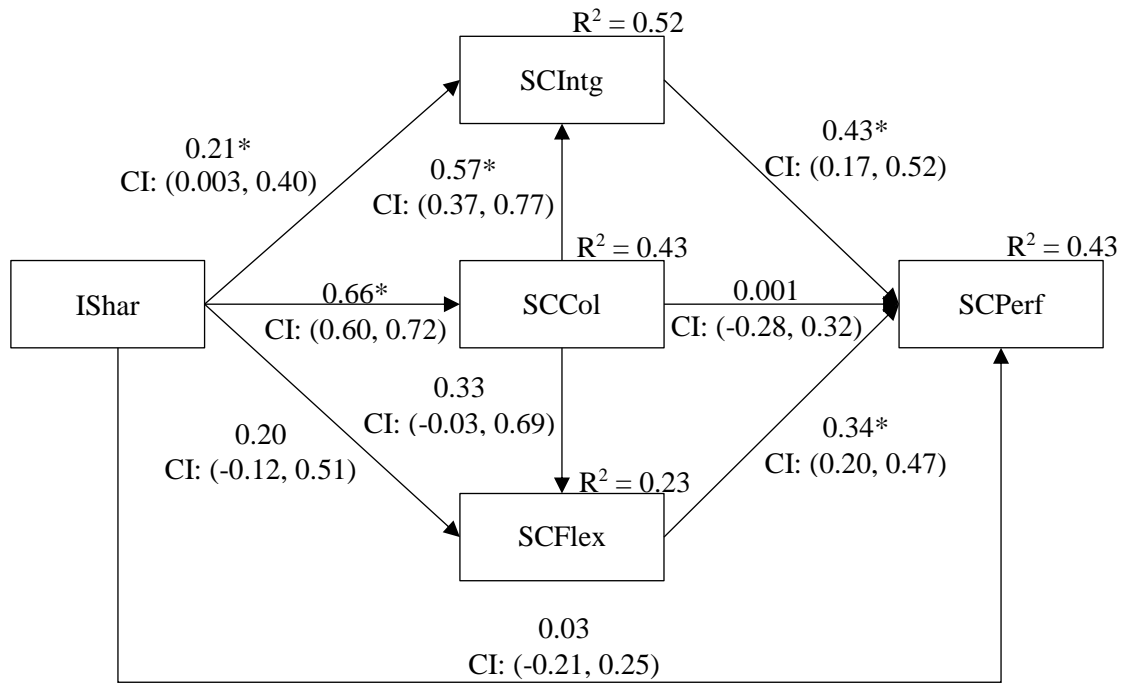 R² = 0.52
SCIntg
0.21*
CI: (0.003, 0.40)
0.57*
CI: (0.37, 0.77)
0.43*
CI: (0.17, 0.52)
R² = 0.43
R² = 0.43
IShar
0.66*
CI: (0.60, 0.72)
SCCol
0.001
CI: (-0.28, 0.32)
SCPerf
0.33
CI: (-0.03, 0.69)
0.20
CI: (-0.12, 0.51)
0.34*
CI: (0.20, 0.47)
R² = 0.23
SCFlex
0.03
CI: (-0.21, 0.25)